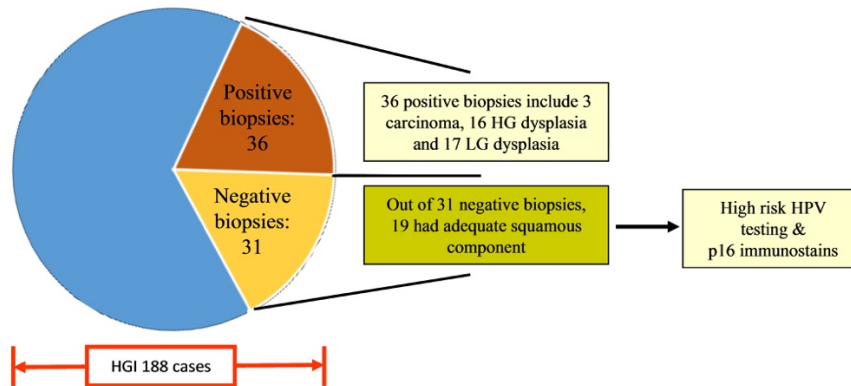 Positive
biopsies:
36
Negative
biopsies:
31
36 positive biopsies include 3
carcinoma, 16 HG dysplasia
and 17 LG dysplasia
Out of 31 negative biopsies,
19 had adequate squamous
component
High risk HPV
testing &
p16 immunostains
HGI 188 cases